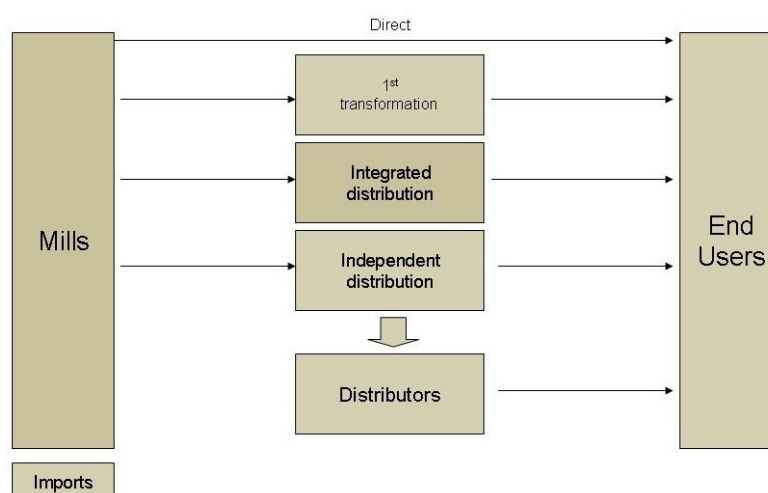 Direct
1st
transformation
Integrated
distribution
Mills
End
Users
Independent
distribution
Distributors
Imports